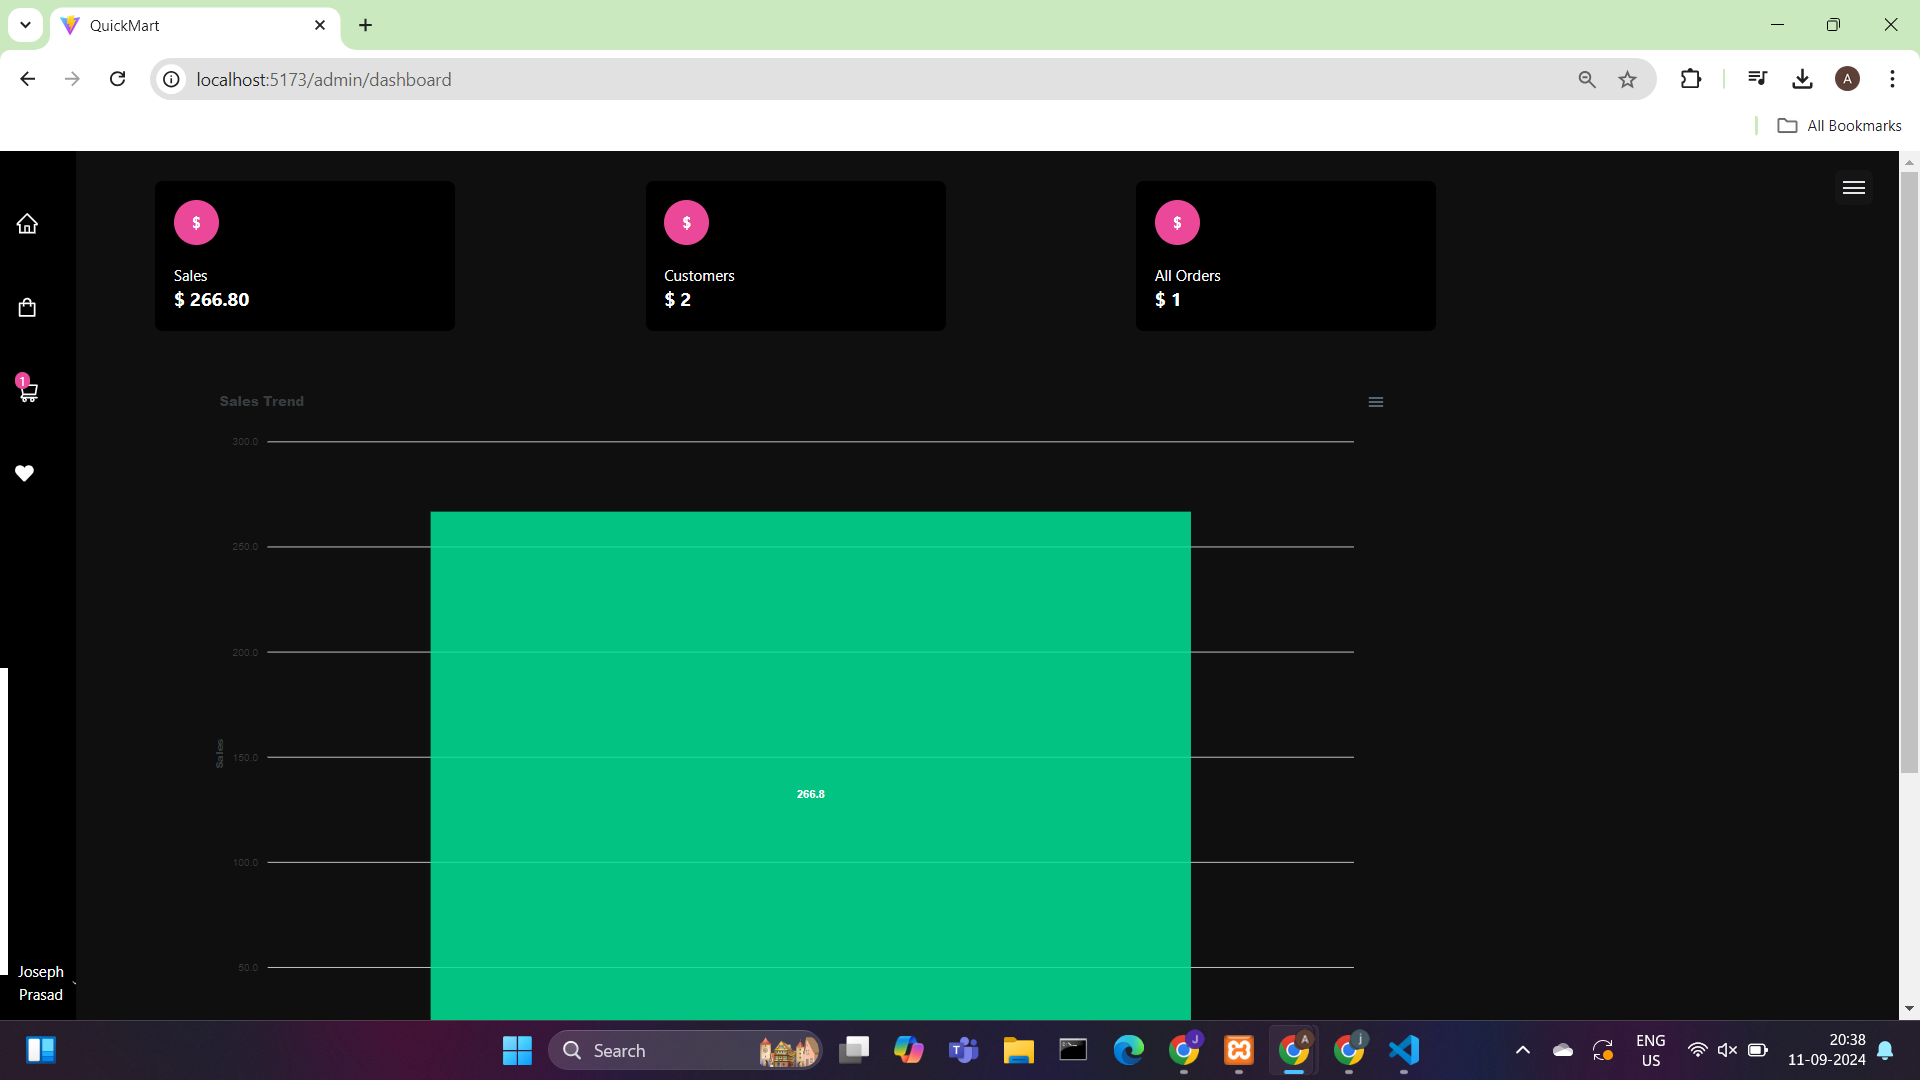 QuickMart
localhost:5173/admin/dashboard
A
All Bookmarks
$
$
$
Sales
$ 266.80
Customers
$ 2
All Orders
$ 1
1
Sales Trend
300.0
250.0
200.0
150.0
100.0
50.0
Sales
266.8
Joseph
Prasad
Search
J
A
j
ENG
US
20:38
11-09-2024